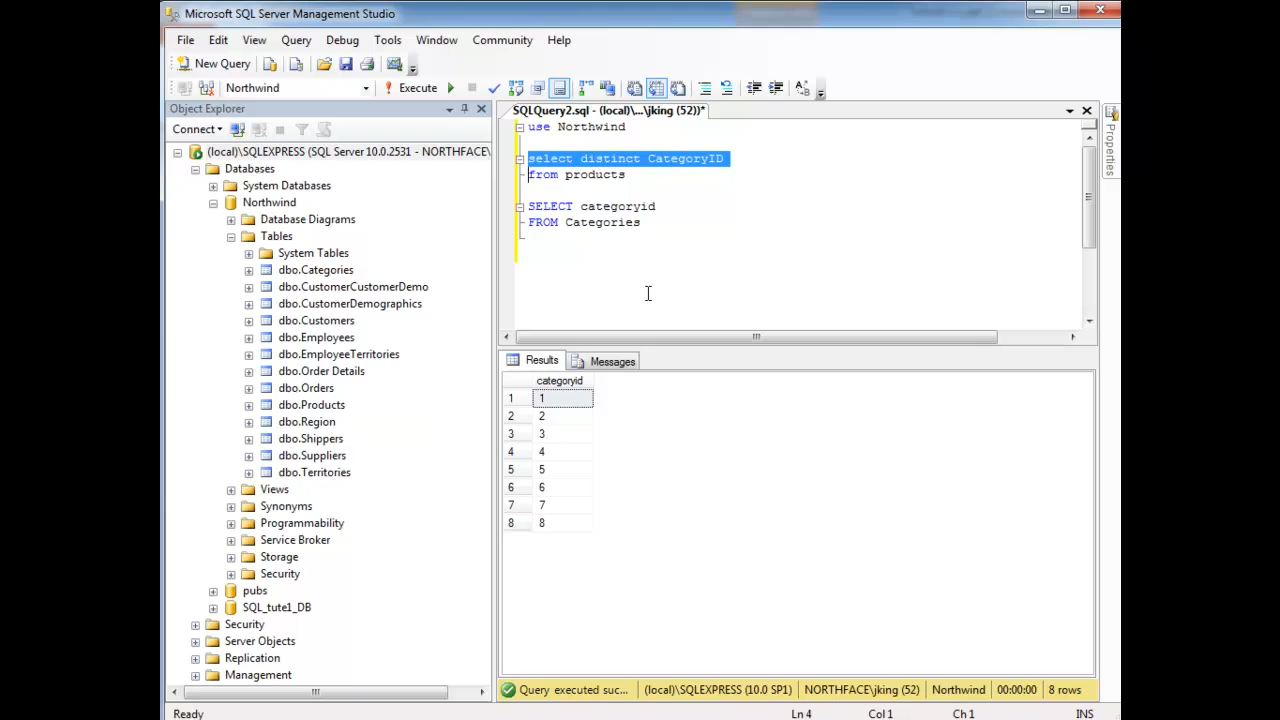 Microsoft SQL Server Management Studio
File Edit View Query Debug Tools Window Community Help
New Query
Northwind Execute
Object Explorer
Connect
(local)\SQLEXPRESS (SQL Server 10.0.2531 - NORTHFACE\
Databases
System Databases
Northwind
Database Diagrams
Tables
System Tables
dbo.Categories
dbo.CustomerCustomerDemo
dbo.CustomerDemographics
dbo.Customers
dbo.Employees
dbo.EmployeeTerritories
dbo.Order Details
dbo.Orders
dbo.Products
dbo.Region
dbo.Shippers
dbo.Suppliers
dbo.Territories
Views
Synonyms
Programmability
Service Broker
Storage
Security
pubs
SQL_tute1_DB
Security
Server Objects
Replication
Management
SQLQuery2.sql - (local)\...\jking (52))*
use Northwind
select distinct CategoryID
from products
SELECT categoryid
FROM Categories
Properties
Results Messages
categoryid
1 1
2 2
3 3
4 4
5 5
6 6
7 7
8 8
Query executed suc... (local)\SQLEXPRESS (10.0 SP1) NORTHFACE\jking (52) Northwind 00:00:00 8 rows
Ready Ln 4 Col 1 Ch 1 INS